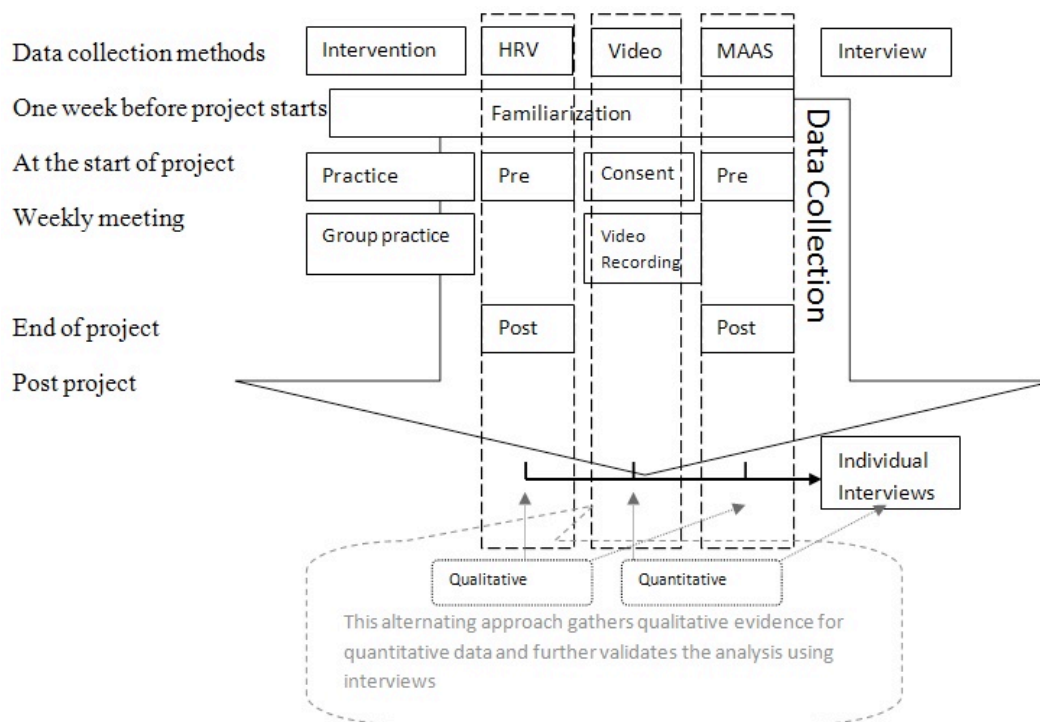 Data collection methods
Intervention
HRV
Video
MAAS
Interview
One week before project starts
Familiarization
Data Collection
At the start of project
Practice
Pre
Consent
Pre
Weekly meeting
Group practice
Video
Recording
End of project
Post
Post
Post project
Individual
Interviews
Qualitative
Quantitative
This alternating approach gathers qualitative evidence for
quantitative data and further validates the analysis using
interviews